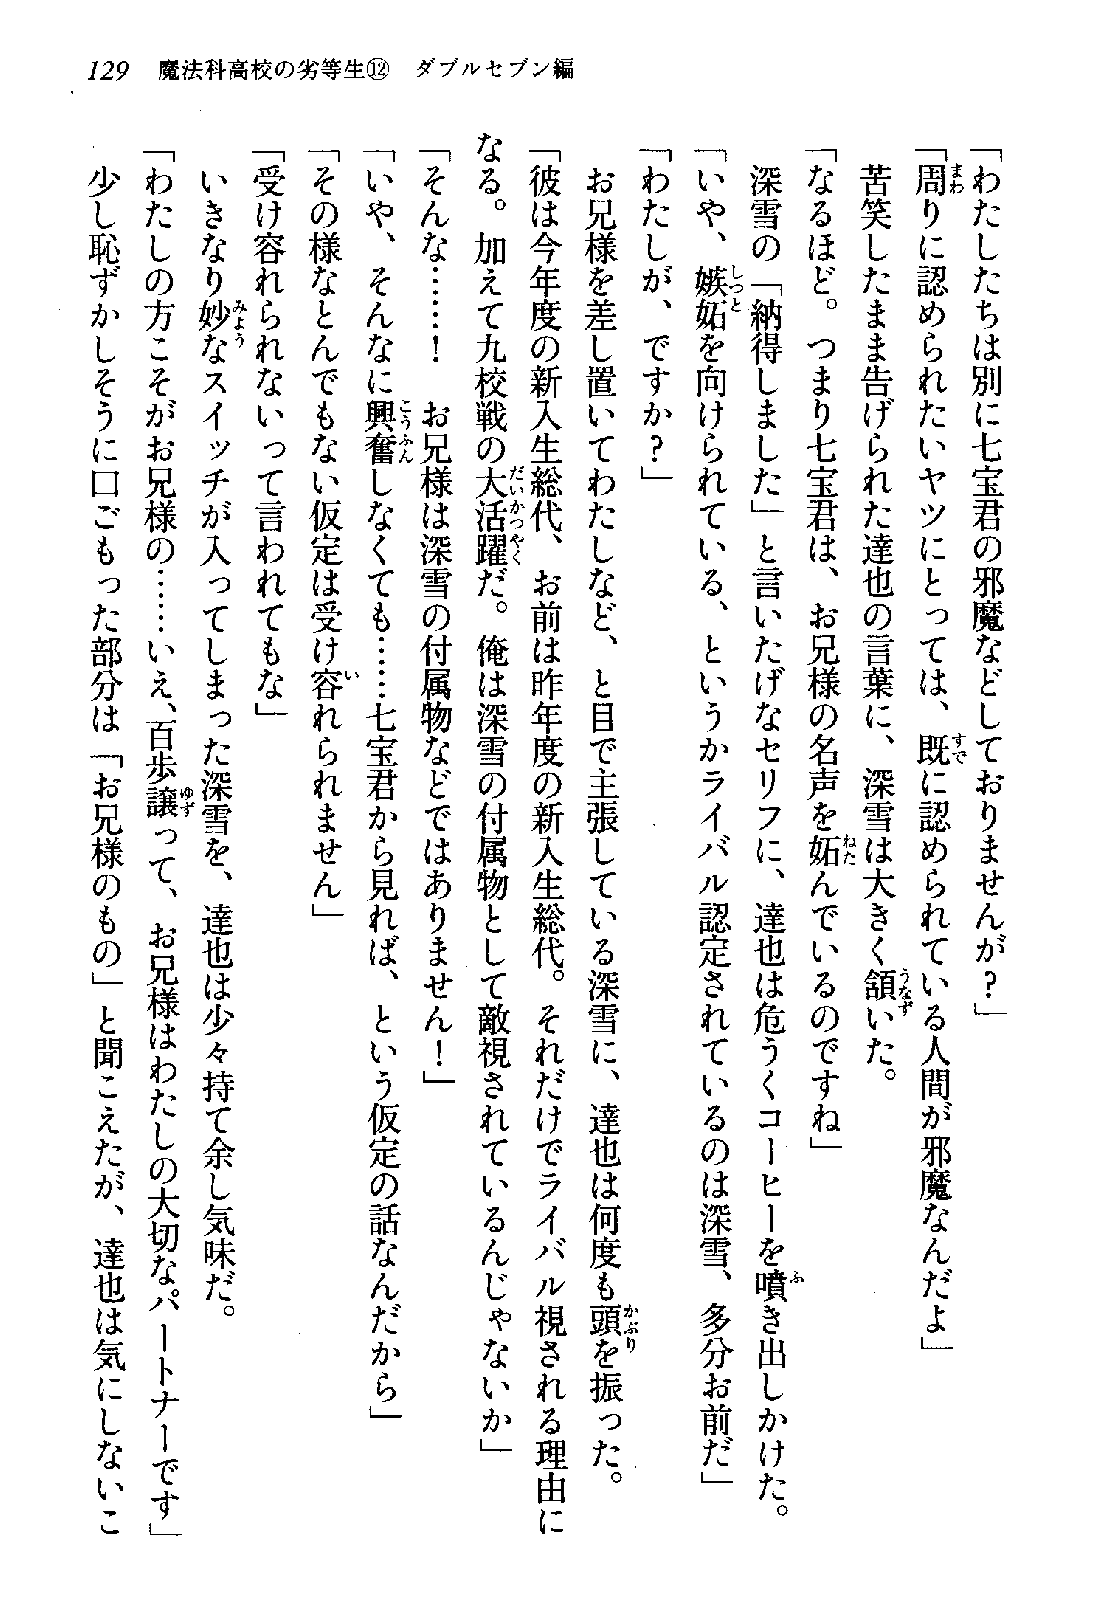 129 魔法科高校の劣等生⑫ ダブルセブン編
「わたしたちは別に七宝君の邪魔などしておりませんが？」
「周りに認められたいヤツにとっては、既に認められている人間が邪魔なんだよ」
苦笑したまま告げられた達也の言葉に、深雪は大きく頷いた。
「なるほど。つまり七宝君は、お兄様の名声を妬んでいるのですね」
深雪の「納得しました」と言いたげなセリフに、達也は危うくコーヒーを噴き出しかけた。
「いや、嫉妬を向けられている、というかライバル認定されているのは深雪、多分お前だ」
「わたしが、ですか？」
お兄様を差し置いてわたしなど、と目で主張している深雪に、達也は何度も頭を振った。
「彼は今年度の新入生総代、お前は昨年度の新入生総代。それだけでライバル視される理由に
なる。加えて九校戦の大活躍だ。俺は深雪の付属物として敵視されているんじゃないか」
「そんな……！　お兄様は深雪の付属物などではありません！」
「いや、そんなに興奮しなくても……七宝君から見れば、という仮定の話なんだから」
「その様なとんでもない仮定は受け容れられません」
「受け容れられないって言われてもな」
いきなり妙なスイッチが入ってしまった深雪を、達也は少々持て余し気味だ。
「わたしの方こそがお兄様の……いえ、百歩譲って、お兄様はわたしの大切なパートナーです」
少し恥ずかしそうに口ごもった部分は「お兄様のもの」と聞こえたが、達也は気にしないこ